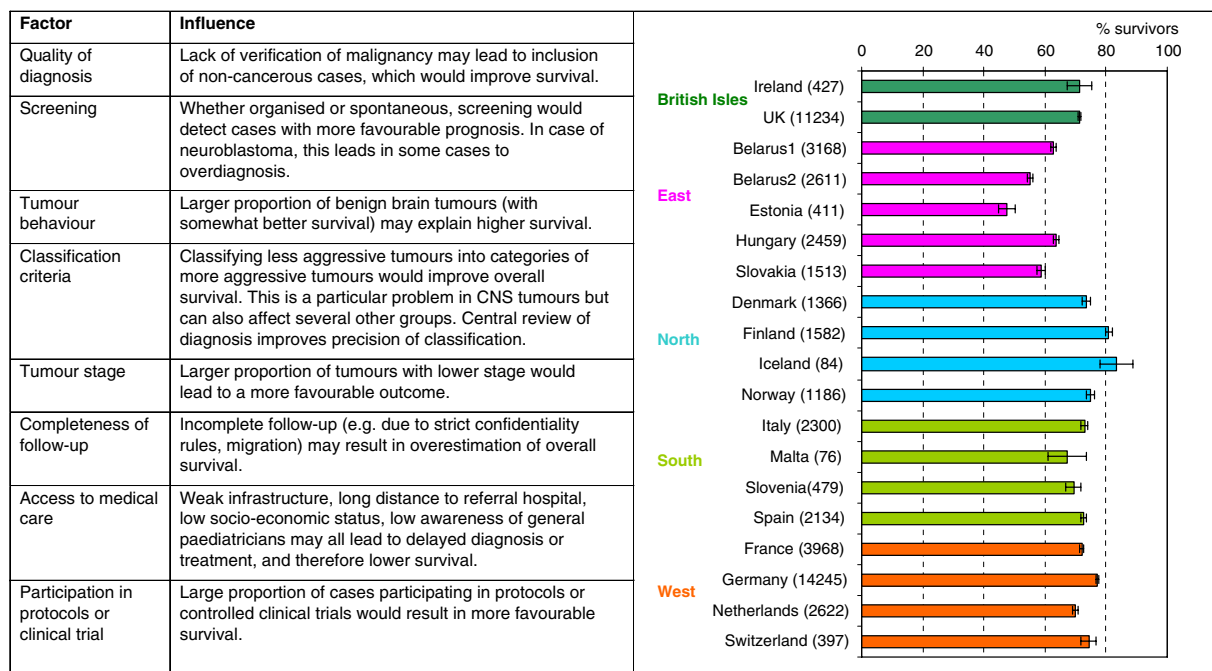 Factor
Influence
Quality of
diagnosis
Lack of verification of malignancy may lead to inclusion
of non-cancerous cases, which would improve survival.
Screening
Whether organised or spontaneous, screening would
detect cases with more favourable prognosis. In case of
neuroblastoma, this leads in some cases to
overdiagnosis.
Tumour
behaviour
Larger proportion of benign brain tumours (with
somewhat better survival) may explain higher survival.
Classification
criteria
Classifying less aggressive tumours into categories of
more aggressive tumours would improve overall
survival. This is a particular problem in CNS tumours but
can also affect several other groups. Central review of
diagnosis improves precision of classification.
Tumour stage
Larger proportion of tumours with lower stage would
lead to a more favourable outcome.
Completeness of
follow-up
Incomplete follow-up (e.g. due to strict confidentiality
rules, migration) may result in overestimation of overall
survival.
Access to medical
care
Weak infrastructure, long distance to referral hospital,
low socio-economic status, low awareness of general
paediatricians may all lead to delayed diagnosis or
treatment, and therefore lower survival.
Participation in
protocols or
clinical trial
Large proportion of cases participating in protocols or
controlled clinical trials would result in more favourable
survival.
% survivors
0 20 40 60 80 100
British Isles
Ireland (427)
UK (11234)
East
Belarus1 (3168)
Belarus2 (2611)
Estonia (411)
Hungary (2459)
Slovakia (1513)
North
Denmark (1366)
Finland (1582)
Iceland (84)
Norway (1186)
South
Italy (2300)
Malta (76)
Slovenia(479)
Spain (2134)
West
France (3968)
Germany (14245)
Netherlands (2622)
Switzerland (397)